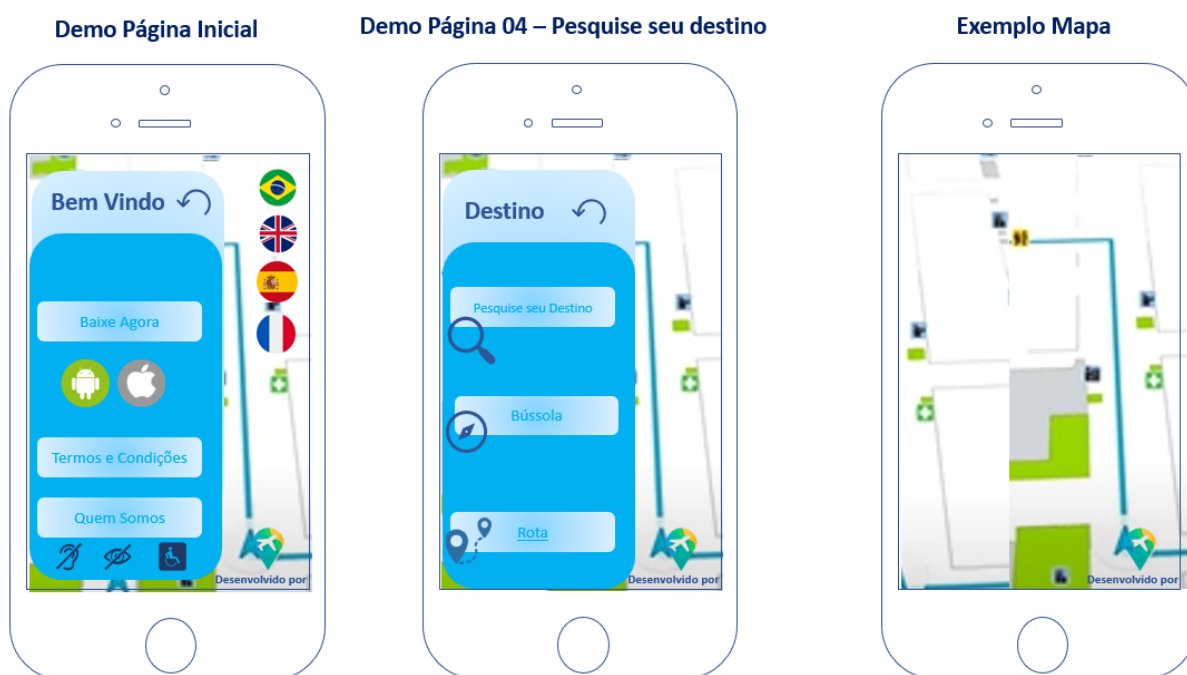 Demo Página Inicial
Demo Página 04 – Pesquise seu destino
Exemplo Mapa
Bem Vindo
Baixe Agora
Termos e Condições
Quem Somos
Desenvolvido por
Destino
Pesquise seu Destino
Bússola
Rota
Desenvolvido por
Desenvolvido por